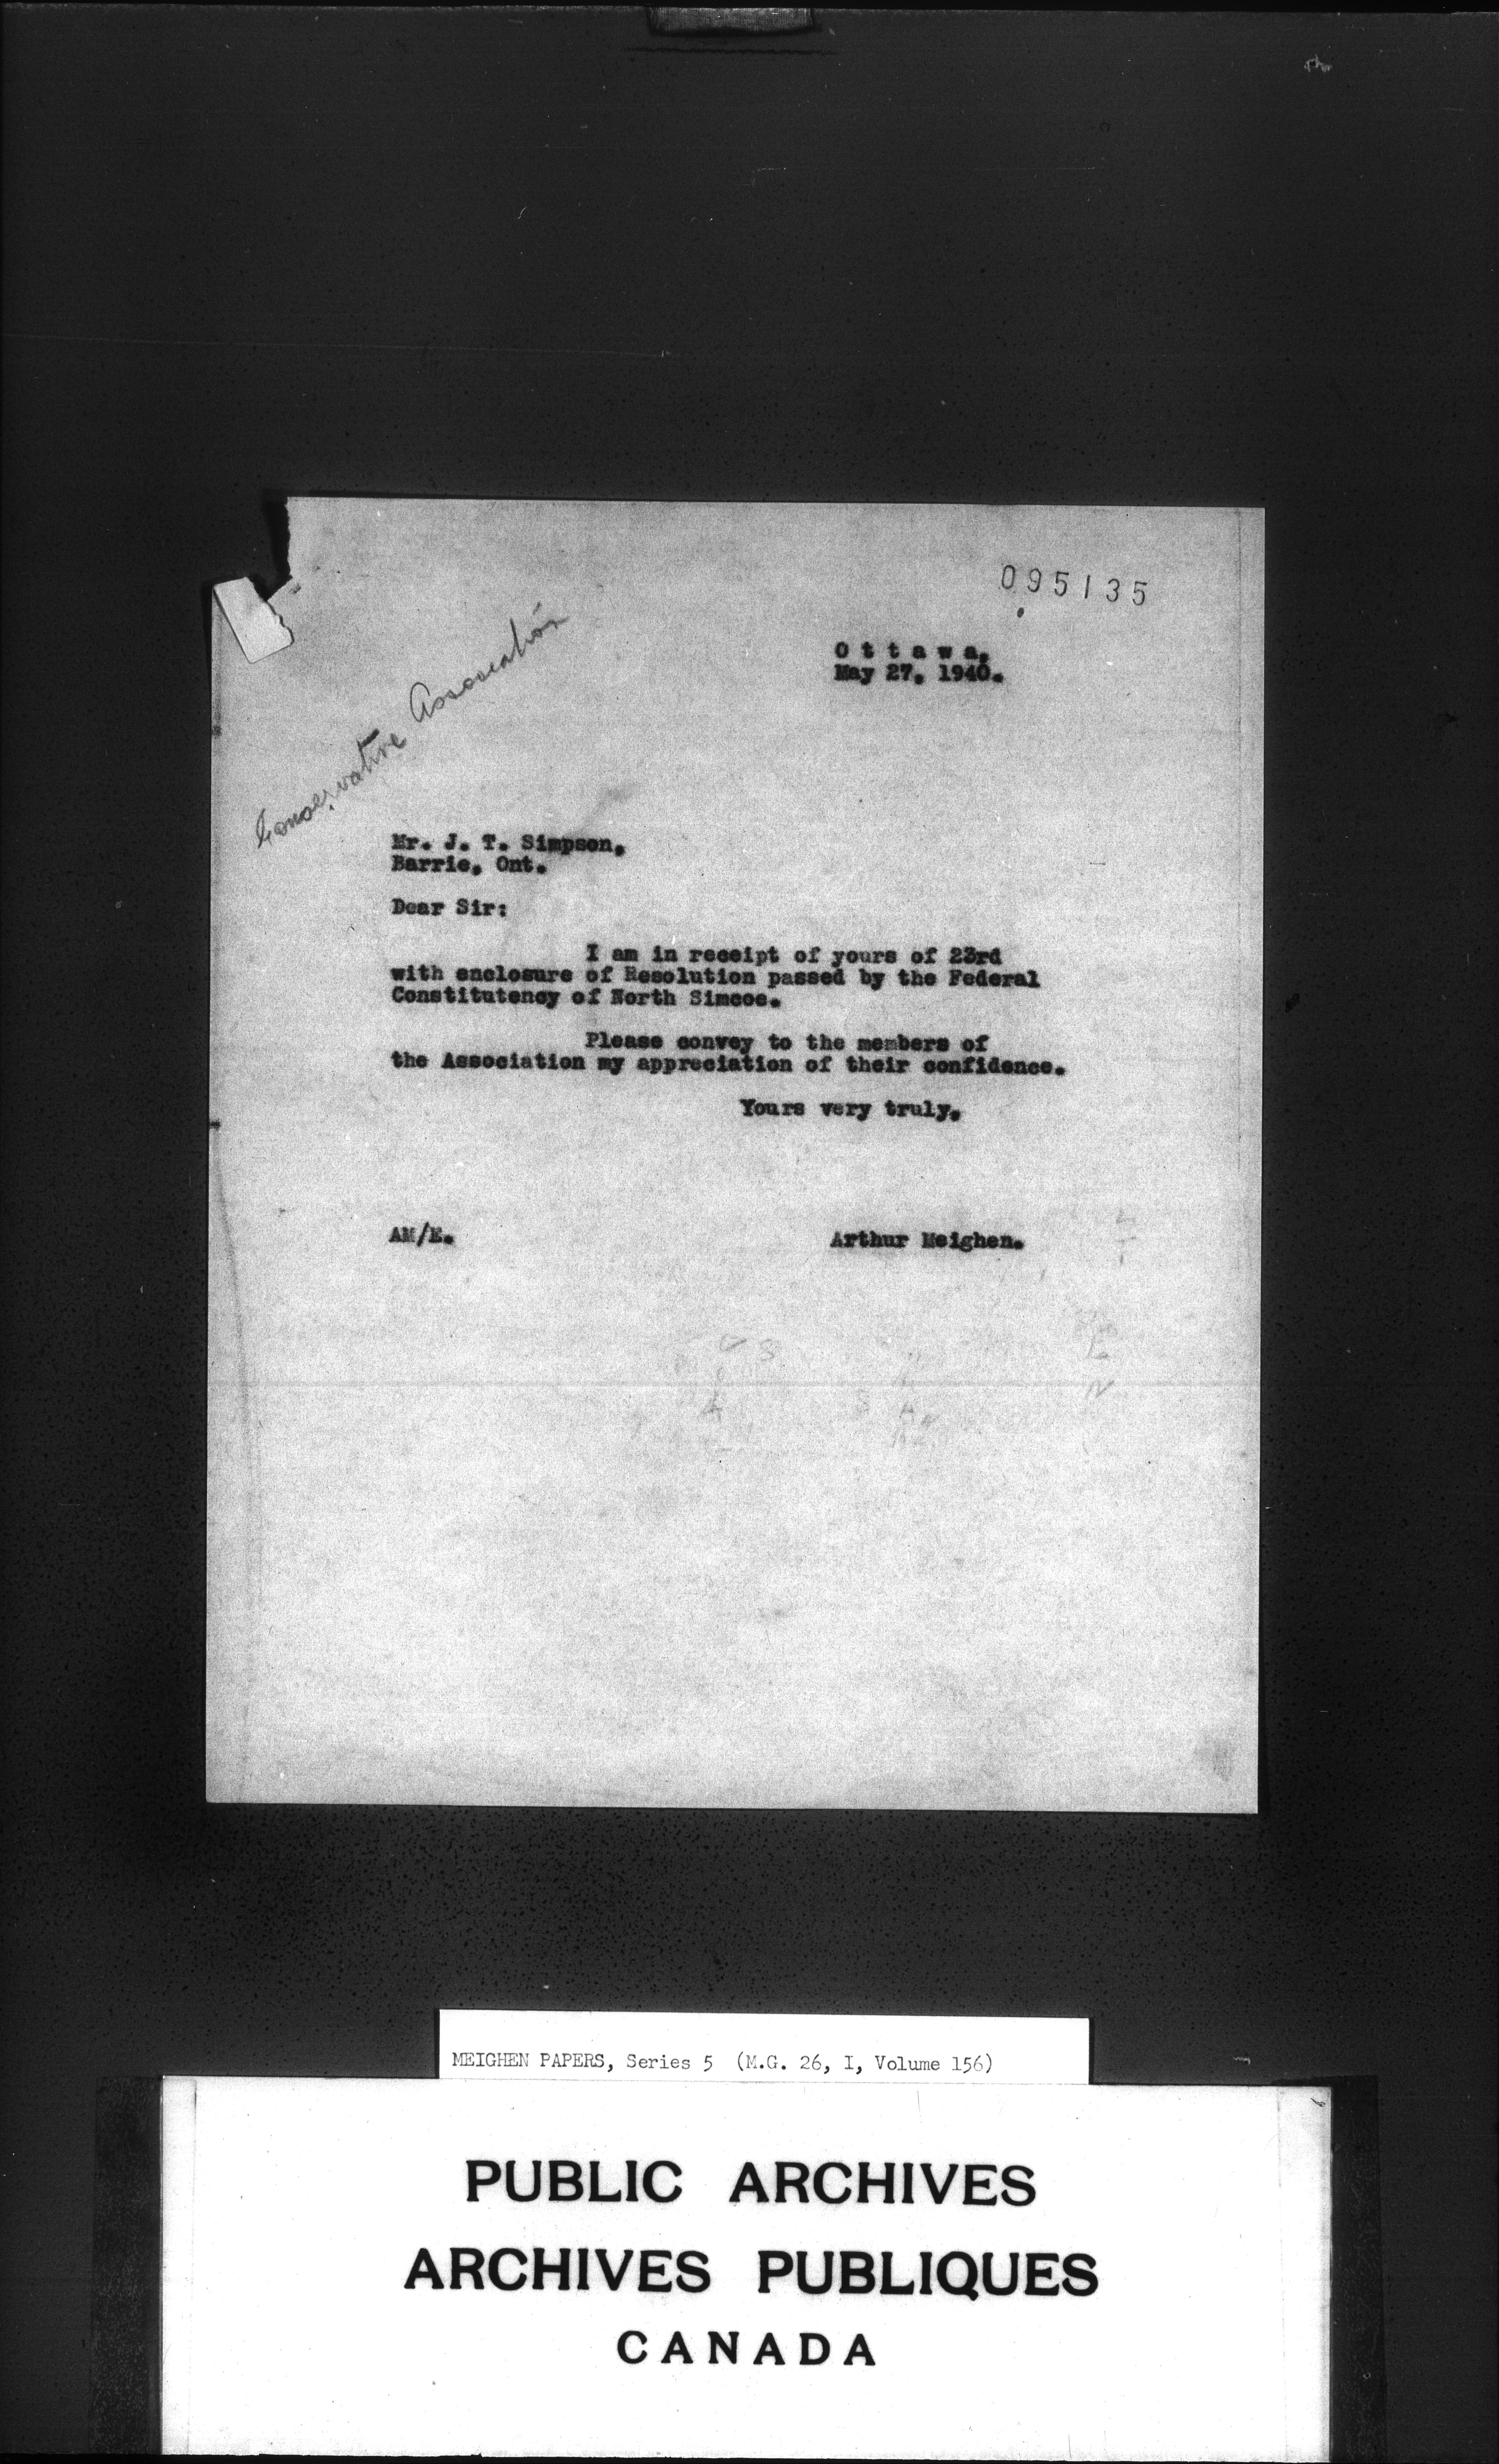 095135
O t t a w a,
May 27, 1940.
Conservative Association
Mr. J. T. Simpson,
Barrie, Ont.
Dear Sir:
I am in receipt of yours of 23rd
with enclosure of Resolution passed by the Federal
Constitutency of North Simcoe.
Please convey to the members of
the Association my appreciation of their confidence.
Yours very truly,
AM/E.
Arthur Meighen.
MEIGHEN PAPERS, Series 5 (M.G. 26, I, Volume 156)
PUBLIC ARCHIVES
ARCHIVES PUBLIQUES
CANADA